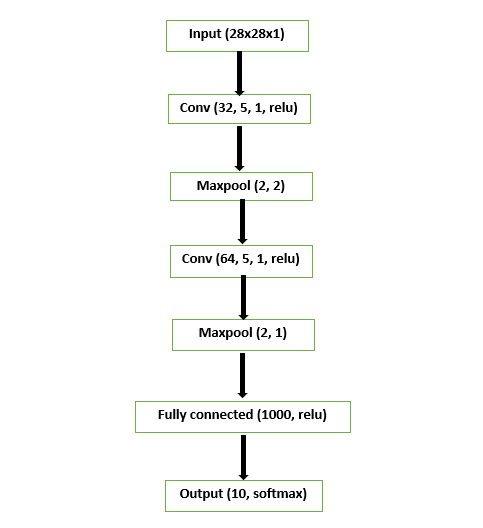 Input (28x28x1)
Conv (32, 5, 1, relu)
Maxpool (2, 2)
Conv (64, 5, 1, relu)
Maxpool (2, 1)
Fully connected (1000, relu)
Output (10, softmax)